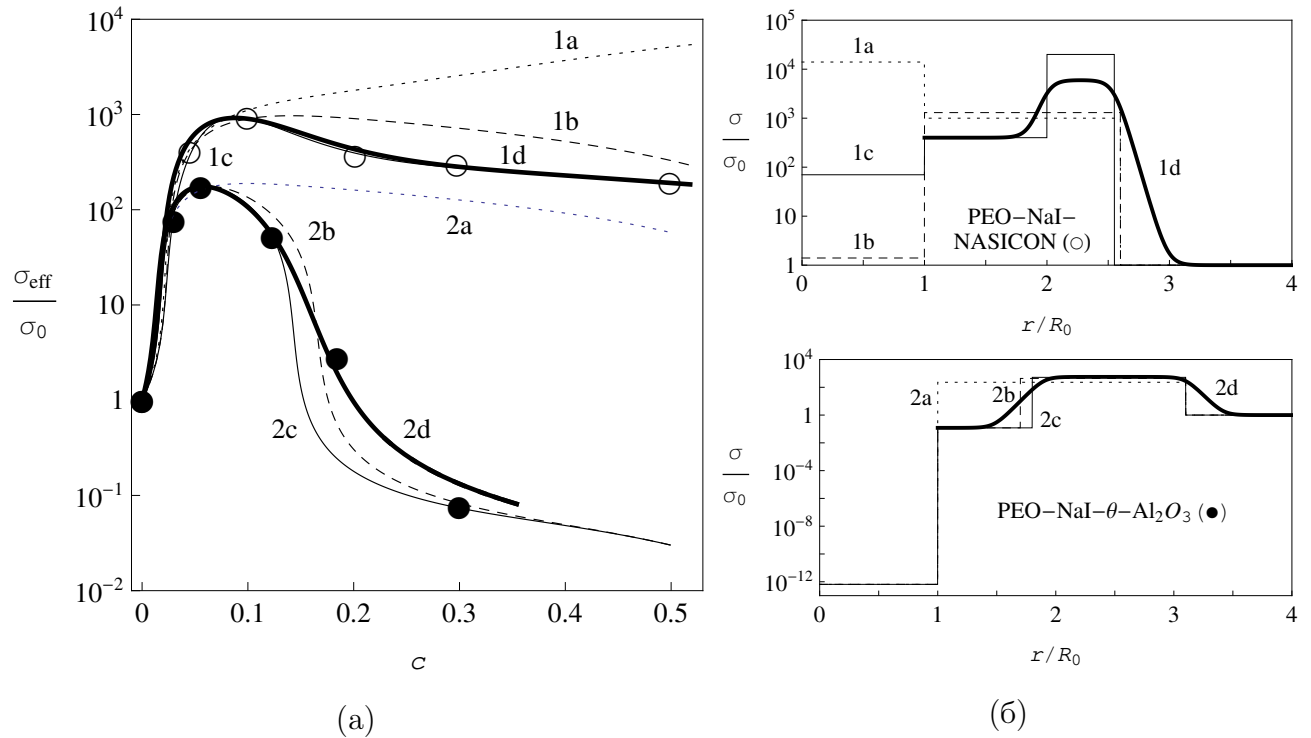 10^4
10^3
10^2
10
1
10^{-1}
10^{-2}
σ_eff
σ_0
1a
1b
1c
1d
2a
2b
2c
2d
0
0.1
0.2
0.3
0.4
0.5
c
(а)
10^5
10^4
10^3
10^2
10
1
σ
σ_0
1a
1c
1b
1d
PEO–NaI–
NASICON (○)
0
1
2
3
4
r/R_0
10^4
1
10^{-4}
10^{-8}
10^{-12}
σ
σ_0
2a
2b
2c
2d
PEO–NaI–θ–Al_2O_3 (●)
0
1
2
3
4
r/R_0
(б)